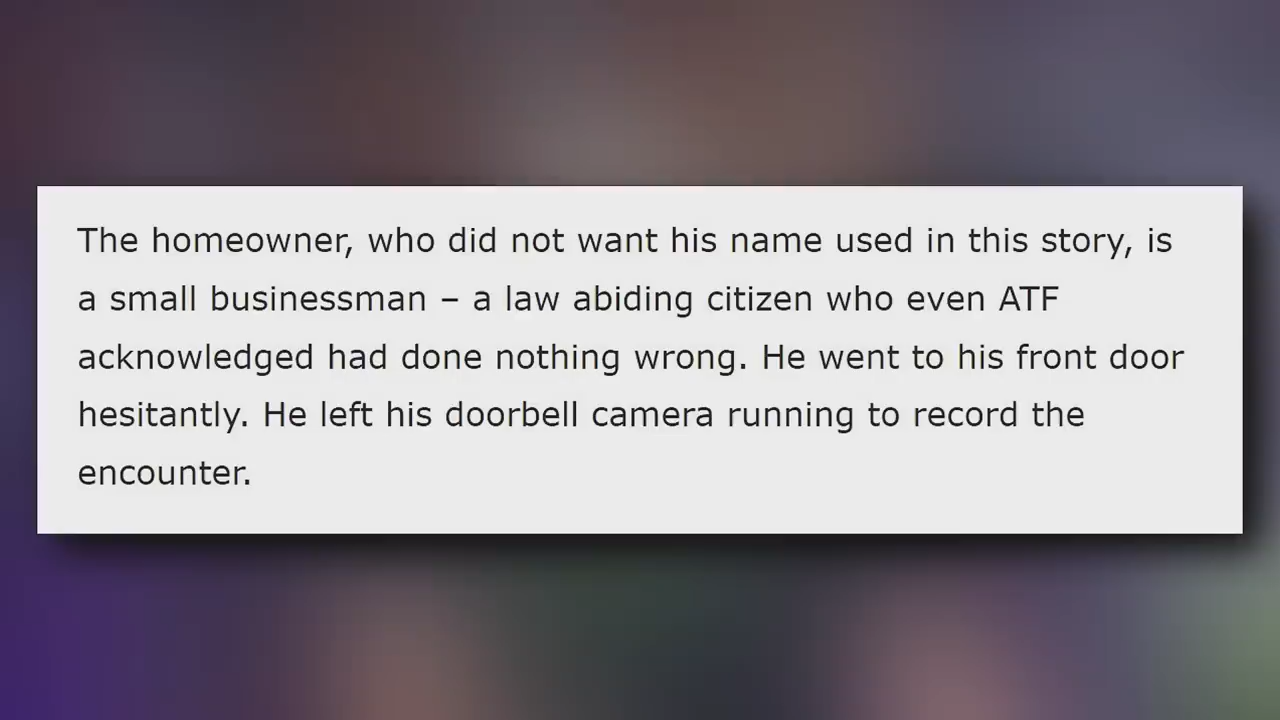 The homeowner, who did not want his name used in this story, is
a small businessman – a law abiding citizen who even ATF
acknowledged had done nothing wrong. He went to his front door
hesitantly. He left his doorbell camera running to record the
encounter.